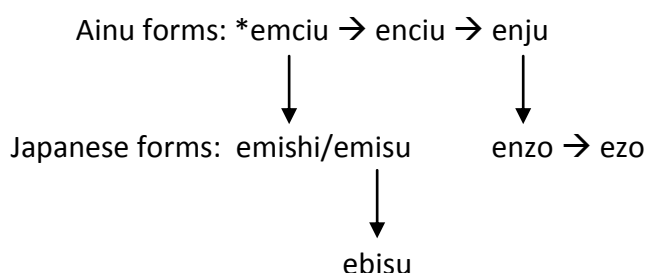 Ainu forms: *emciu → enciu → enju
Japanese forms: emishi/emisu enzo → ezo
ebisu